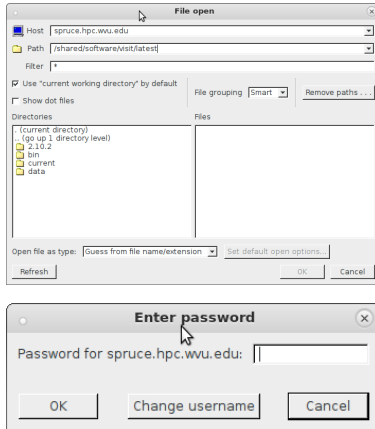 File open
Host spruce.hpc.wvu.edu
Path /shared/software/visit/latest
Filter *
Use "current working directory" by default
Show dot files
File grouping Smart
Remove paths . . .
Directories
Files
. (current directory)
.. (go up 1 directory level)
2.10.2
bin
current
data
Open file as type: Guess from file name/extension Set default open options...
Refresh OK Cancel
Enter password
Password for spruce.hpc.wvu.edu:
OK Change username Cancel